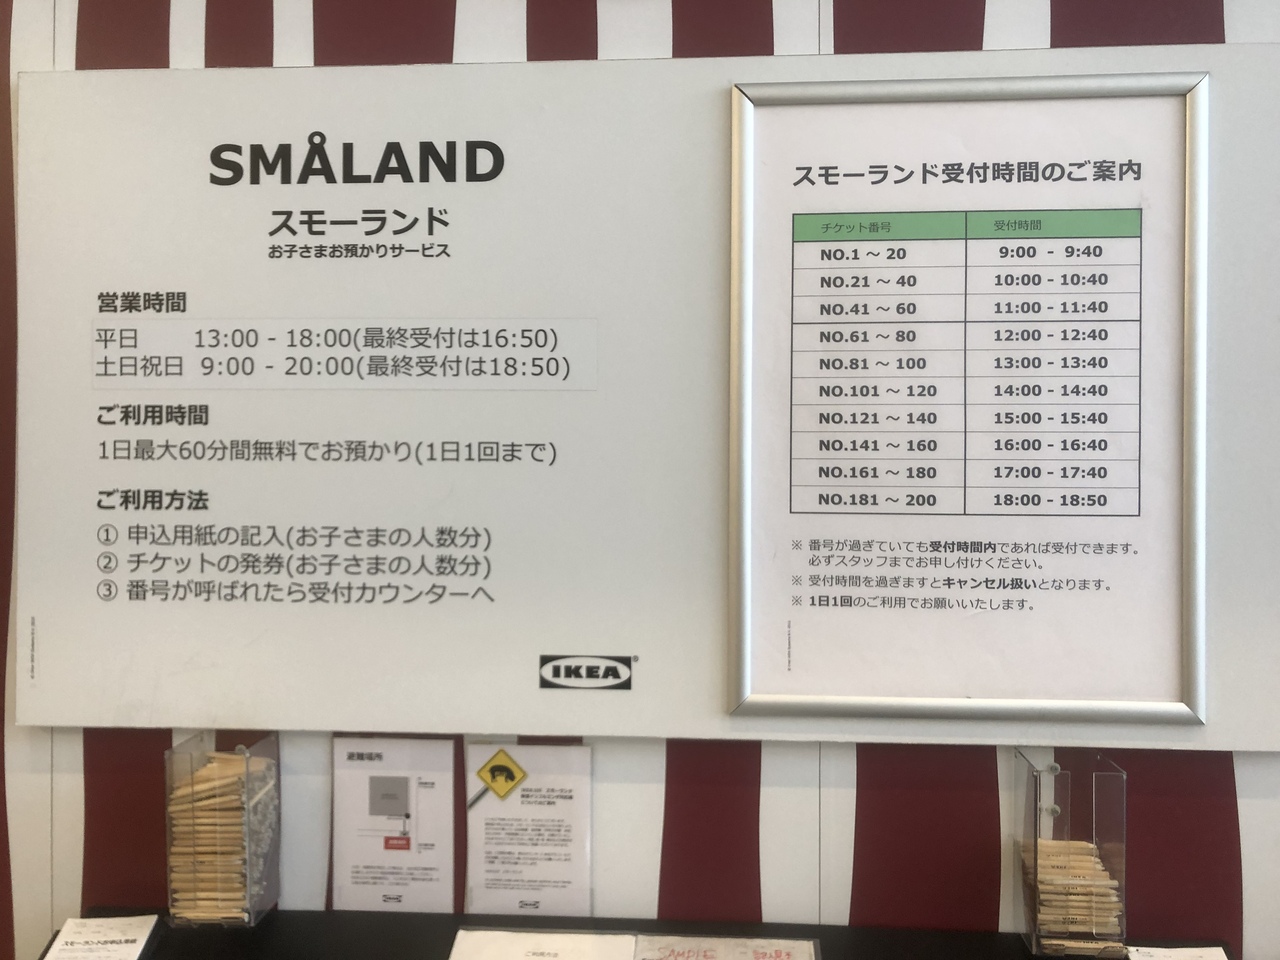 SMÅLAND
スモーランド
お子さまお預かりサービス
営業時間
平日 13:00 - 18:00(最終受付は16:50)
土日祝日 9:00 - 20:00(最終受付は18:50)
ご利用時間
1日最大60分間無料でお預かり(1日1回まで)
ご利用方法
① 申込用紙の記入(お子さまの人数分)
② チケットの発券(お子さまの人数分)
③ 番号が呼ばれたら受付カウンターへ
IKEA
スモーランド受付時間のご案内
チケット番号 受付時間
NO.1 ～ 20 9:00 - 9:40
NO.21 ～ 40 10:00 - 10:40
NO.41 ～ 60 11:00 - 11:40
NO.61 ～ 80 12:00 - 12:40
NO.81 ～ 100 13:00 - 13:40
NO.101 ～ 120 14:00 - 14:40
NO.121 ～ 140 15:00 - 15:40
NO.141 ～ 160 16:00 - 16:40
NO.161 ～ 180 17:00 - 17:40
NO.181 ～ 200 18:00 - 18:50
※ 番号が過ぎていても受付時間内であれば受付できます。
必ずスタッフまでお申し付けください。
※ 受付時間を過ぎますとキャンセル扱いとなります。
※ 1日1回のご利用でお願いいたします。
避難場所
IKEA
IKEA
ご利用方法
SAMPLE